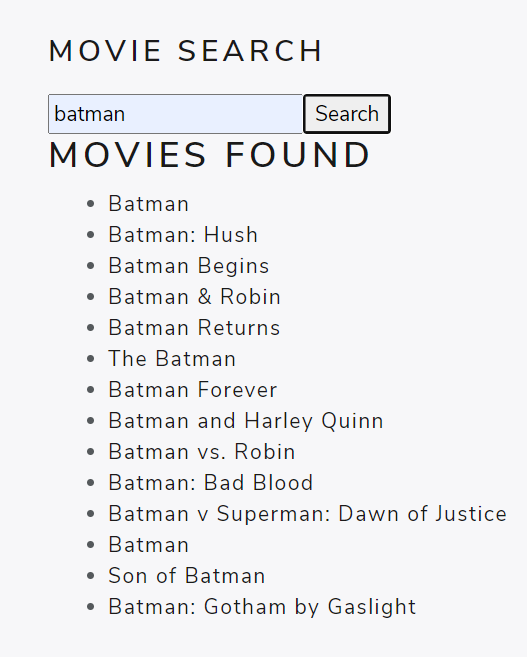 MOVIE SEARCH
batman Search
MOVIES FOUND
Batman
Batman: Hush
Batman Begins
Batman & Robin
Batman Returns
The Batman
Batman Forever
Batman and Harley Quinn
Batman vs. Robin
Batman: Bad Blood
Batman v Superman: Dawn of Justice
Batman
Son of Batman
Batman: Gotham by Gaslight